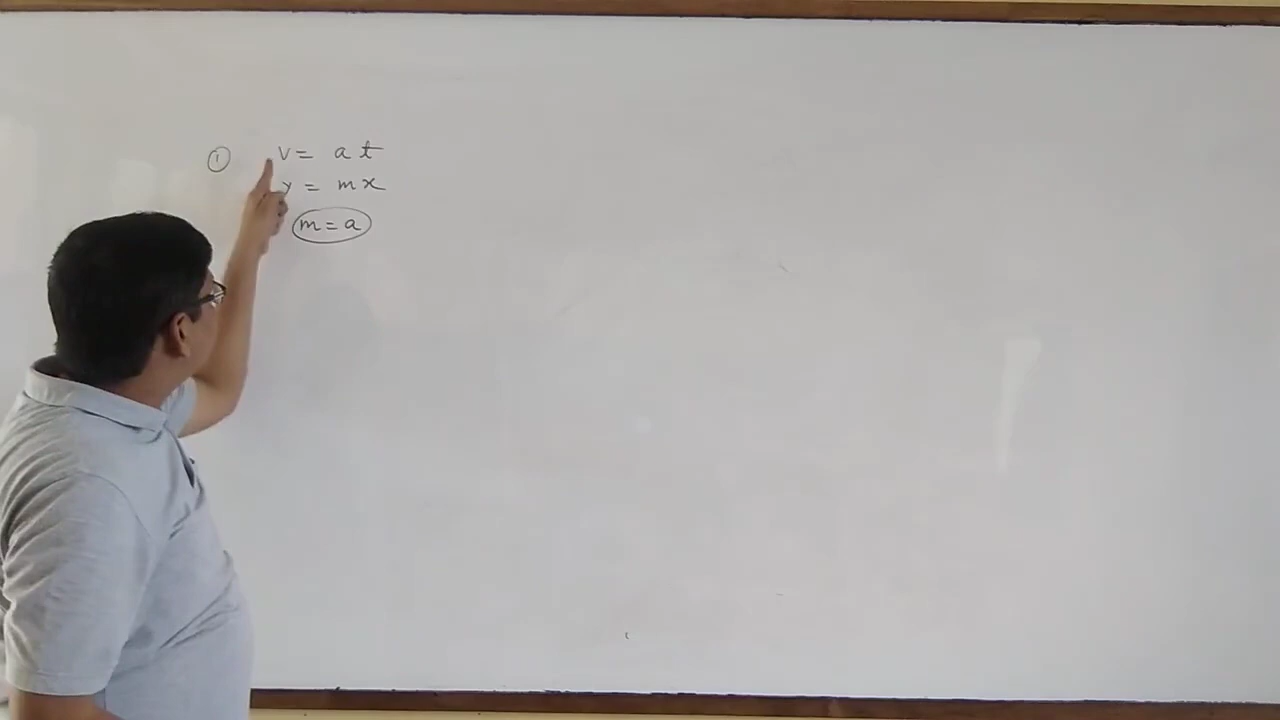 ① v = at
y = mx
m = a